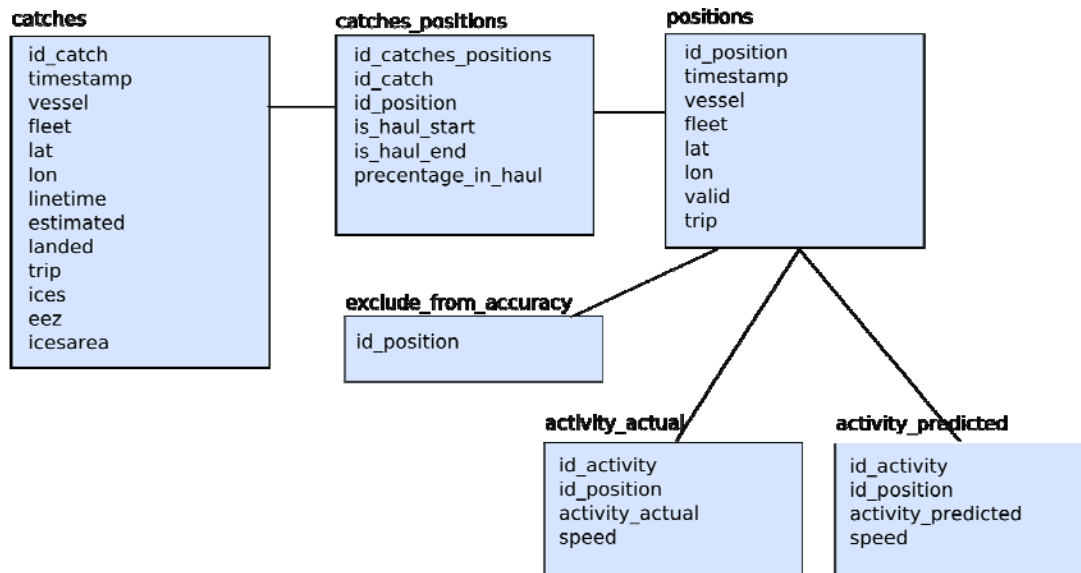 catches
id_catch
timestamp
vessel
fleet
lat
lon
linetime
estimated
landed
trip
ices
eez
icesarea
catches_positions
id_catches_positions
id_catch
id_position
is_haul_start
is_haul_end
precentage_in_haul
positions
id_position
timestamp
vessel
fleet
lat
lon
valid
trip
exclude_from_accuracy
id_position
activity_actual
id_activity
id_position
activity_actual
speed
activity_predicted
id_activity
id_position
activity_predicted
speed